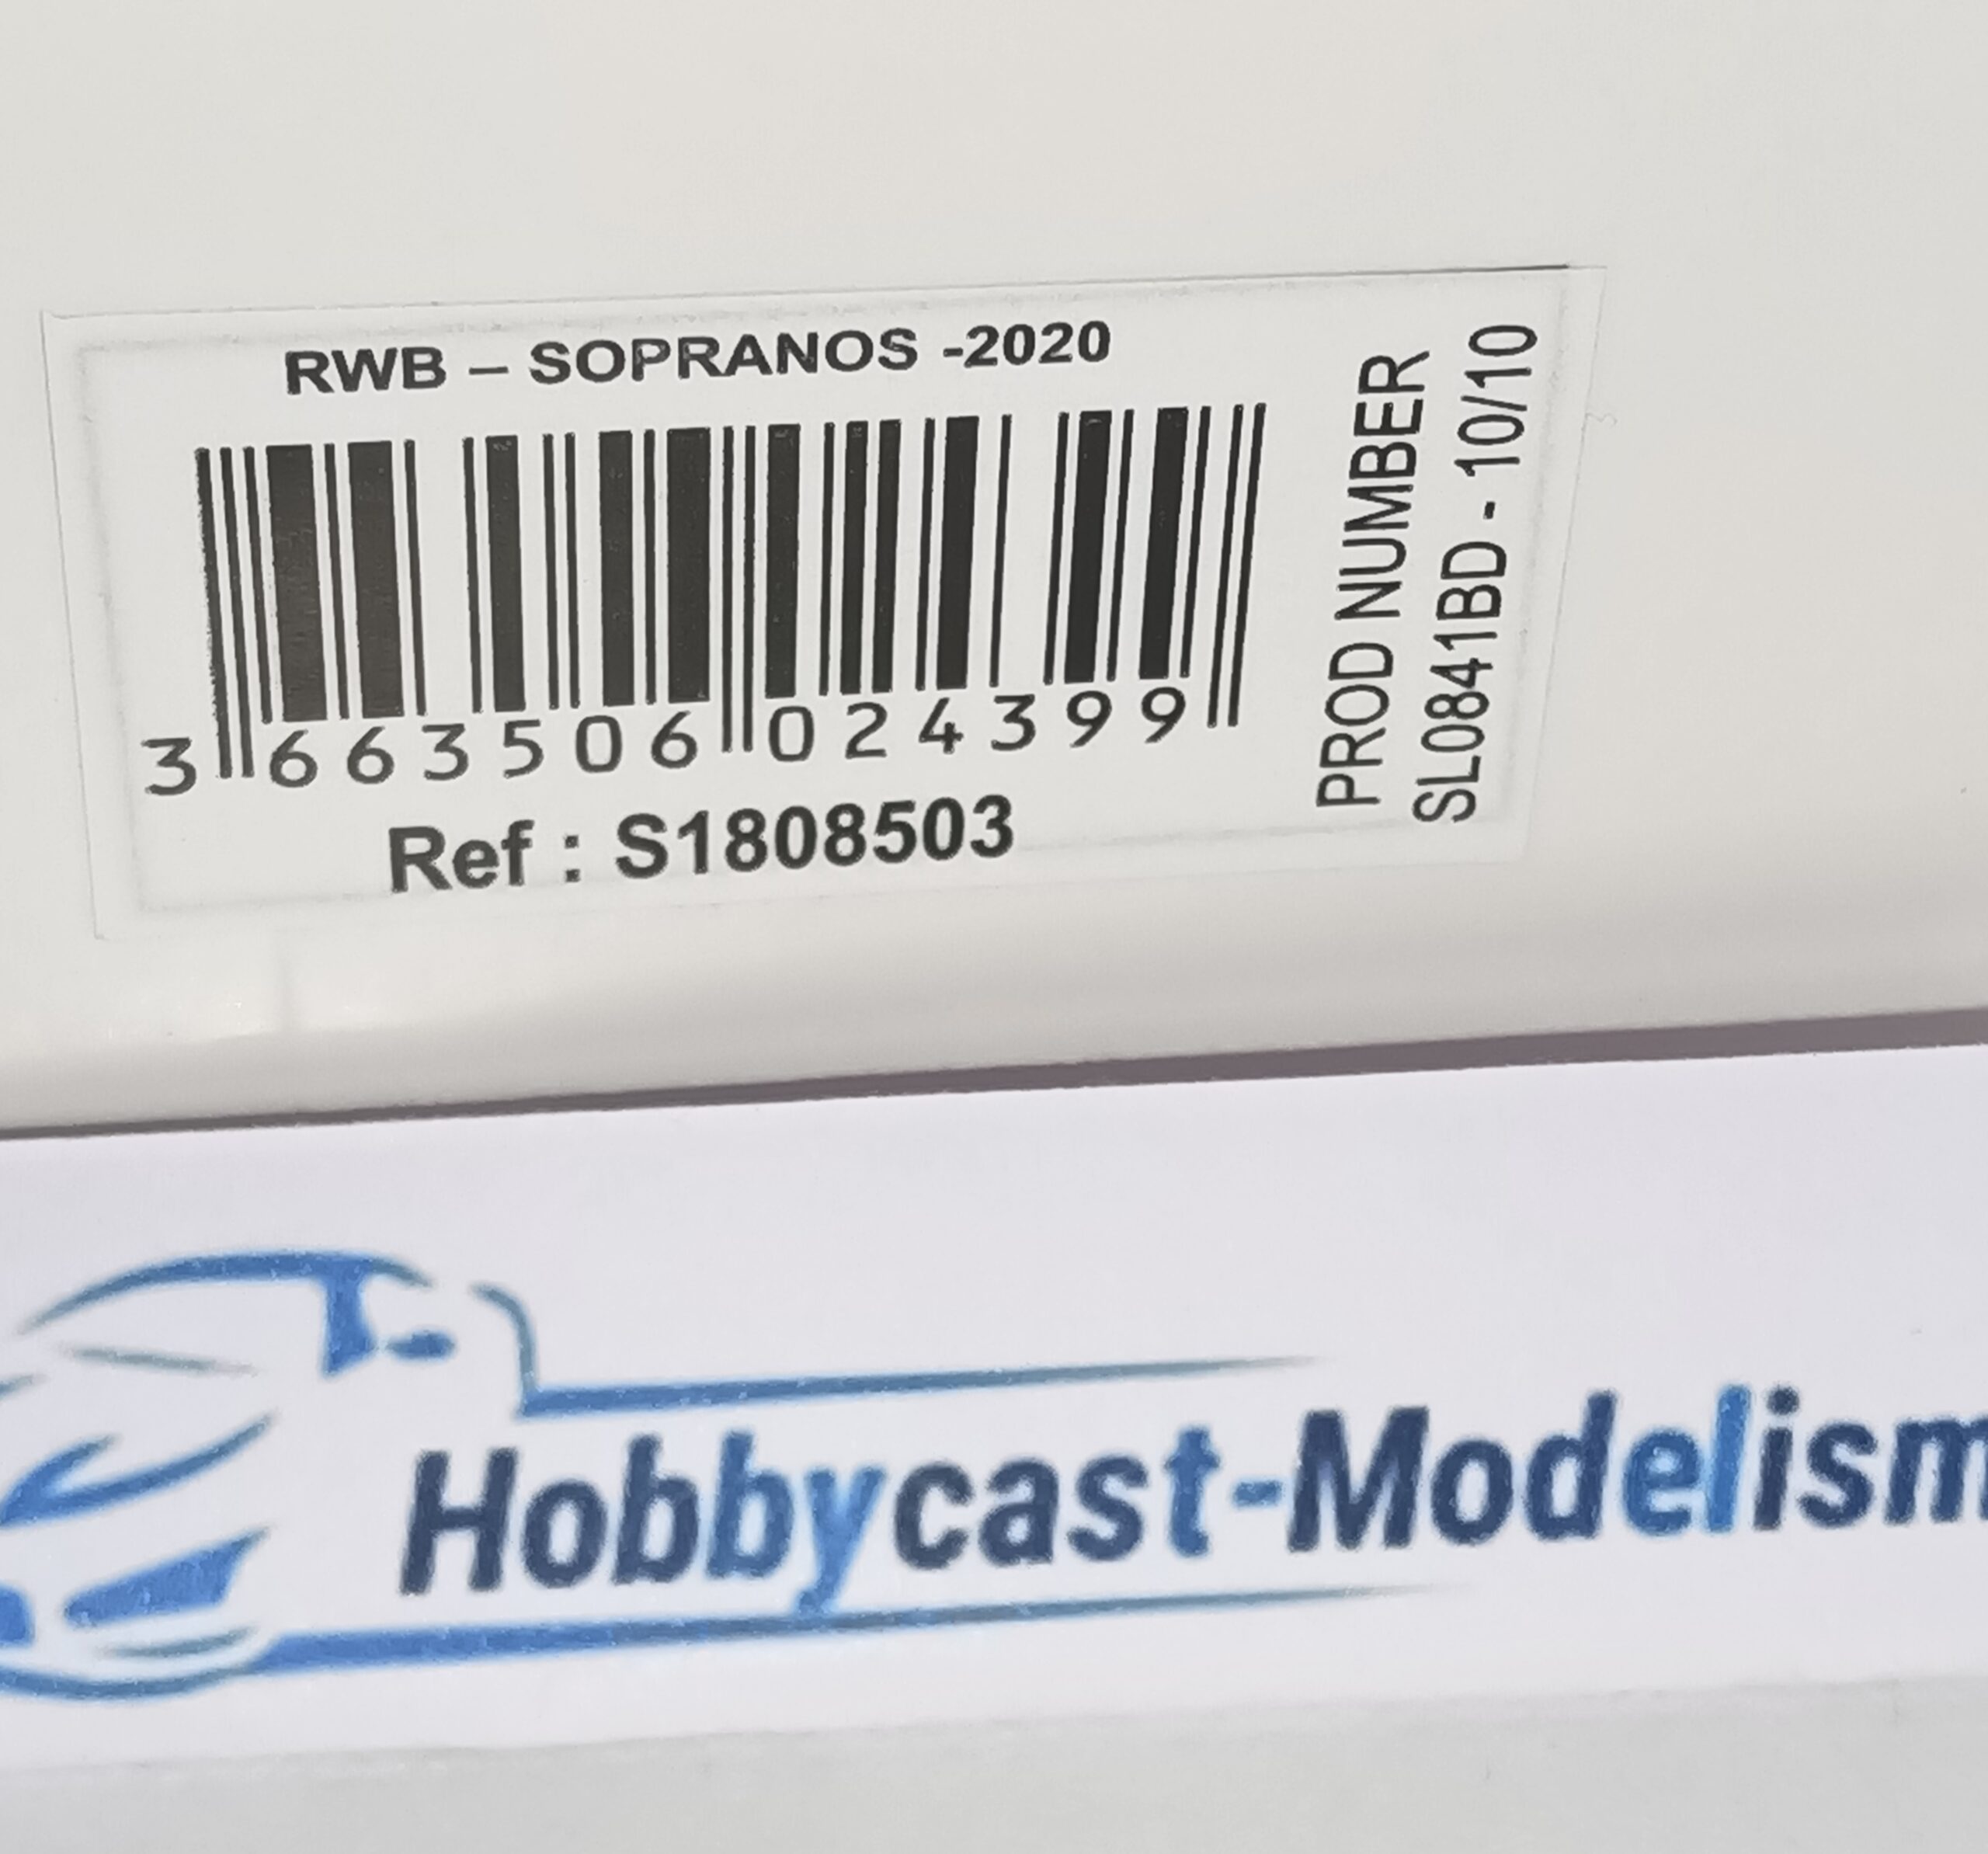 RWB – SOPRANOS -2020
3 663506 024399
Ref : S1808503
PROD NUMBER
SL0841BD - 10/10
Hobbycast-Modelism